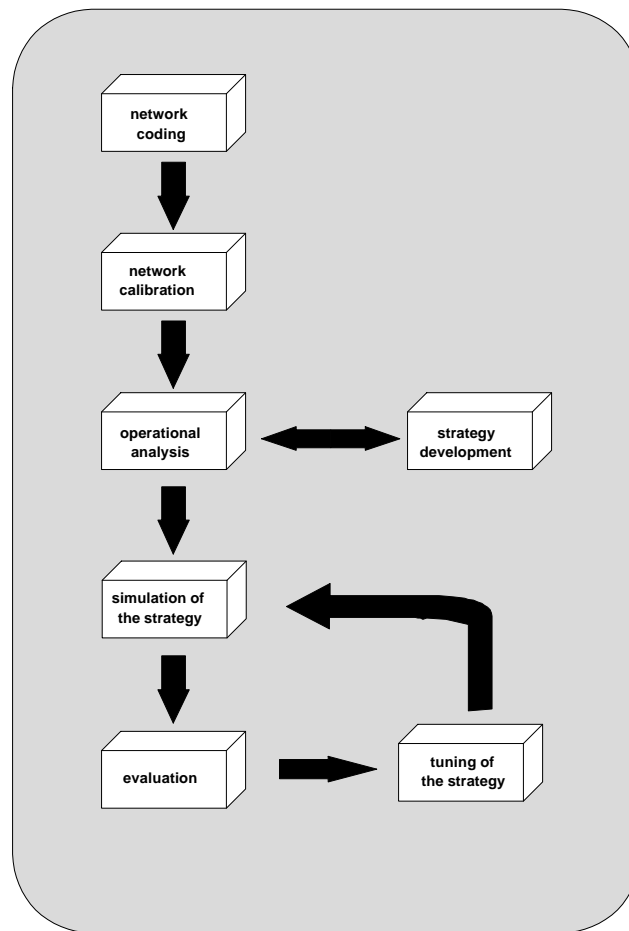 network
coding
network
calibration
operational
analysis
strategy
development
simulation of
the strategy
evaluation
tuning of
the strategy